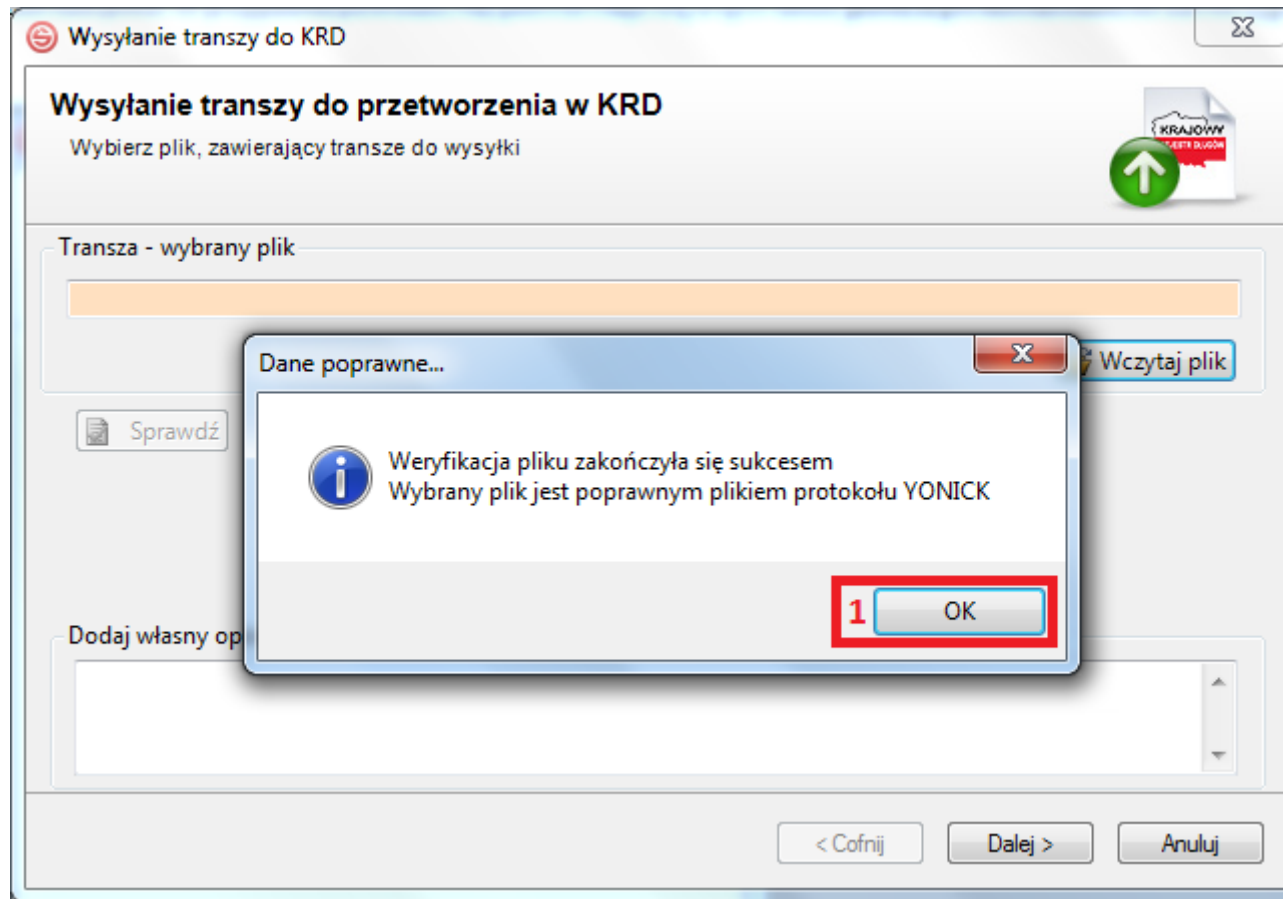 Wysyłanie transzy do KRD
Wysyłanie transzy do przetworzenia w KRD
Wybierz plik, zawierający transze do wysyłki
KRAJOWY
REJESTR DŁUGÓW
Transza - wybrany plik
Wczytaj plik
Sprawdź
Dane poprawne...
Weryfikacja pliku zakończyła się sukcesem
Wybrany plik jest poprawnym plikiem protokołu YONICK
1
OK
Dodaj własny op
< Cofnij
Dalej >
Anuluj